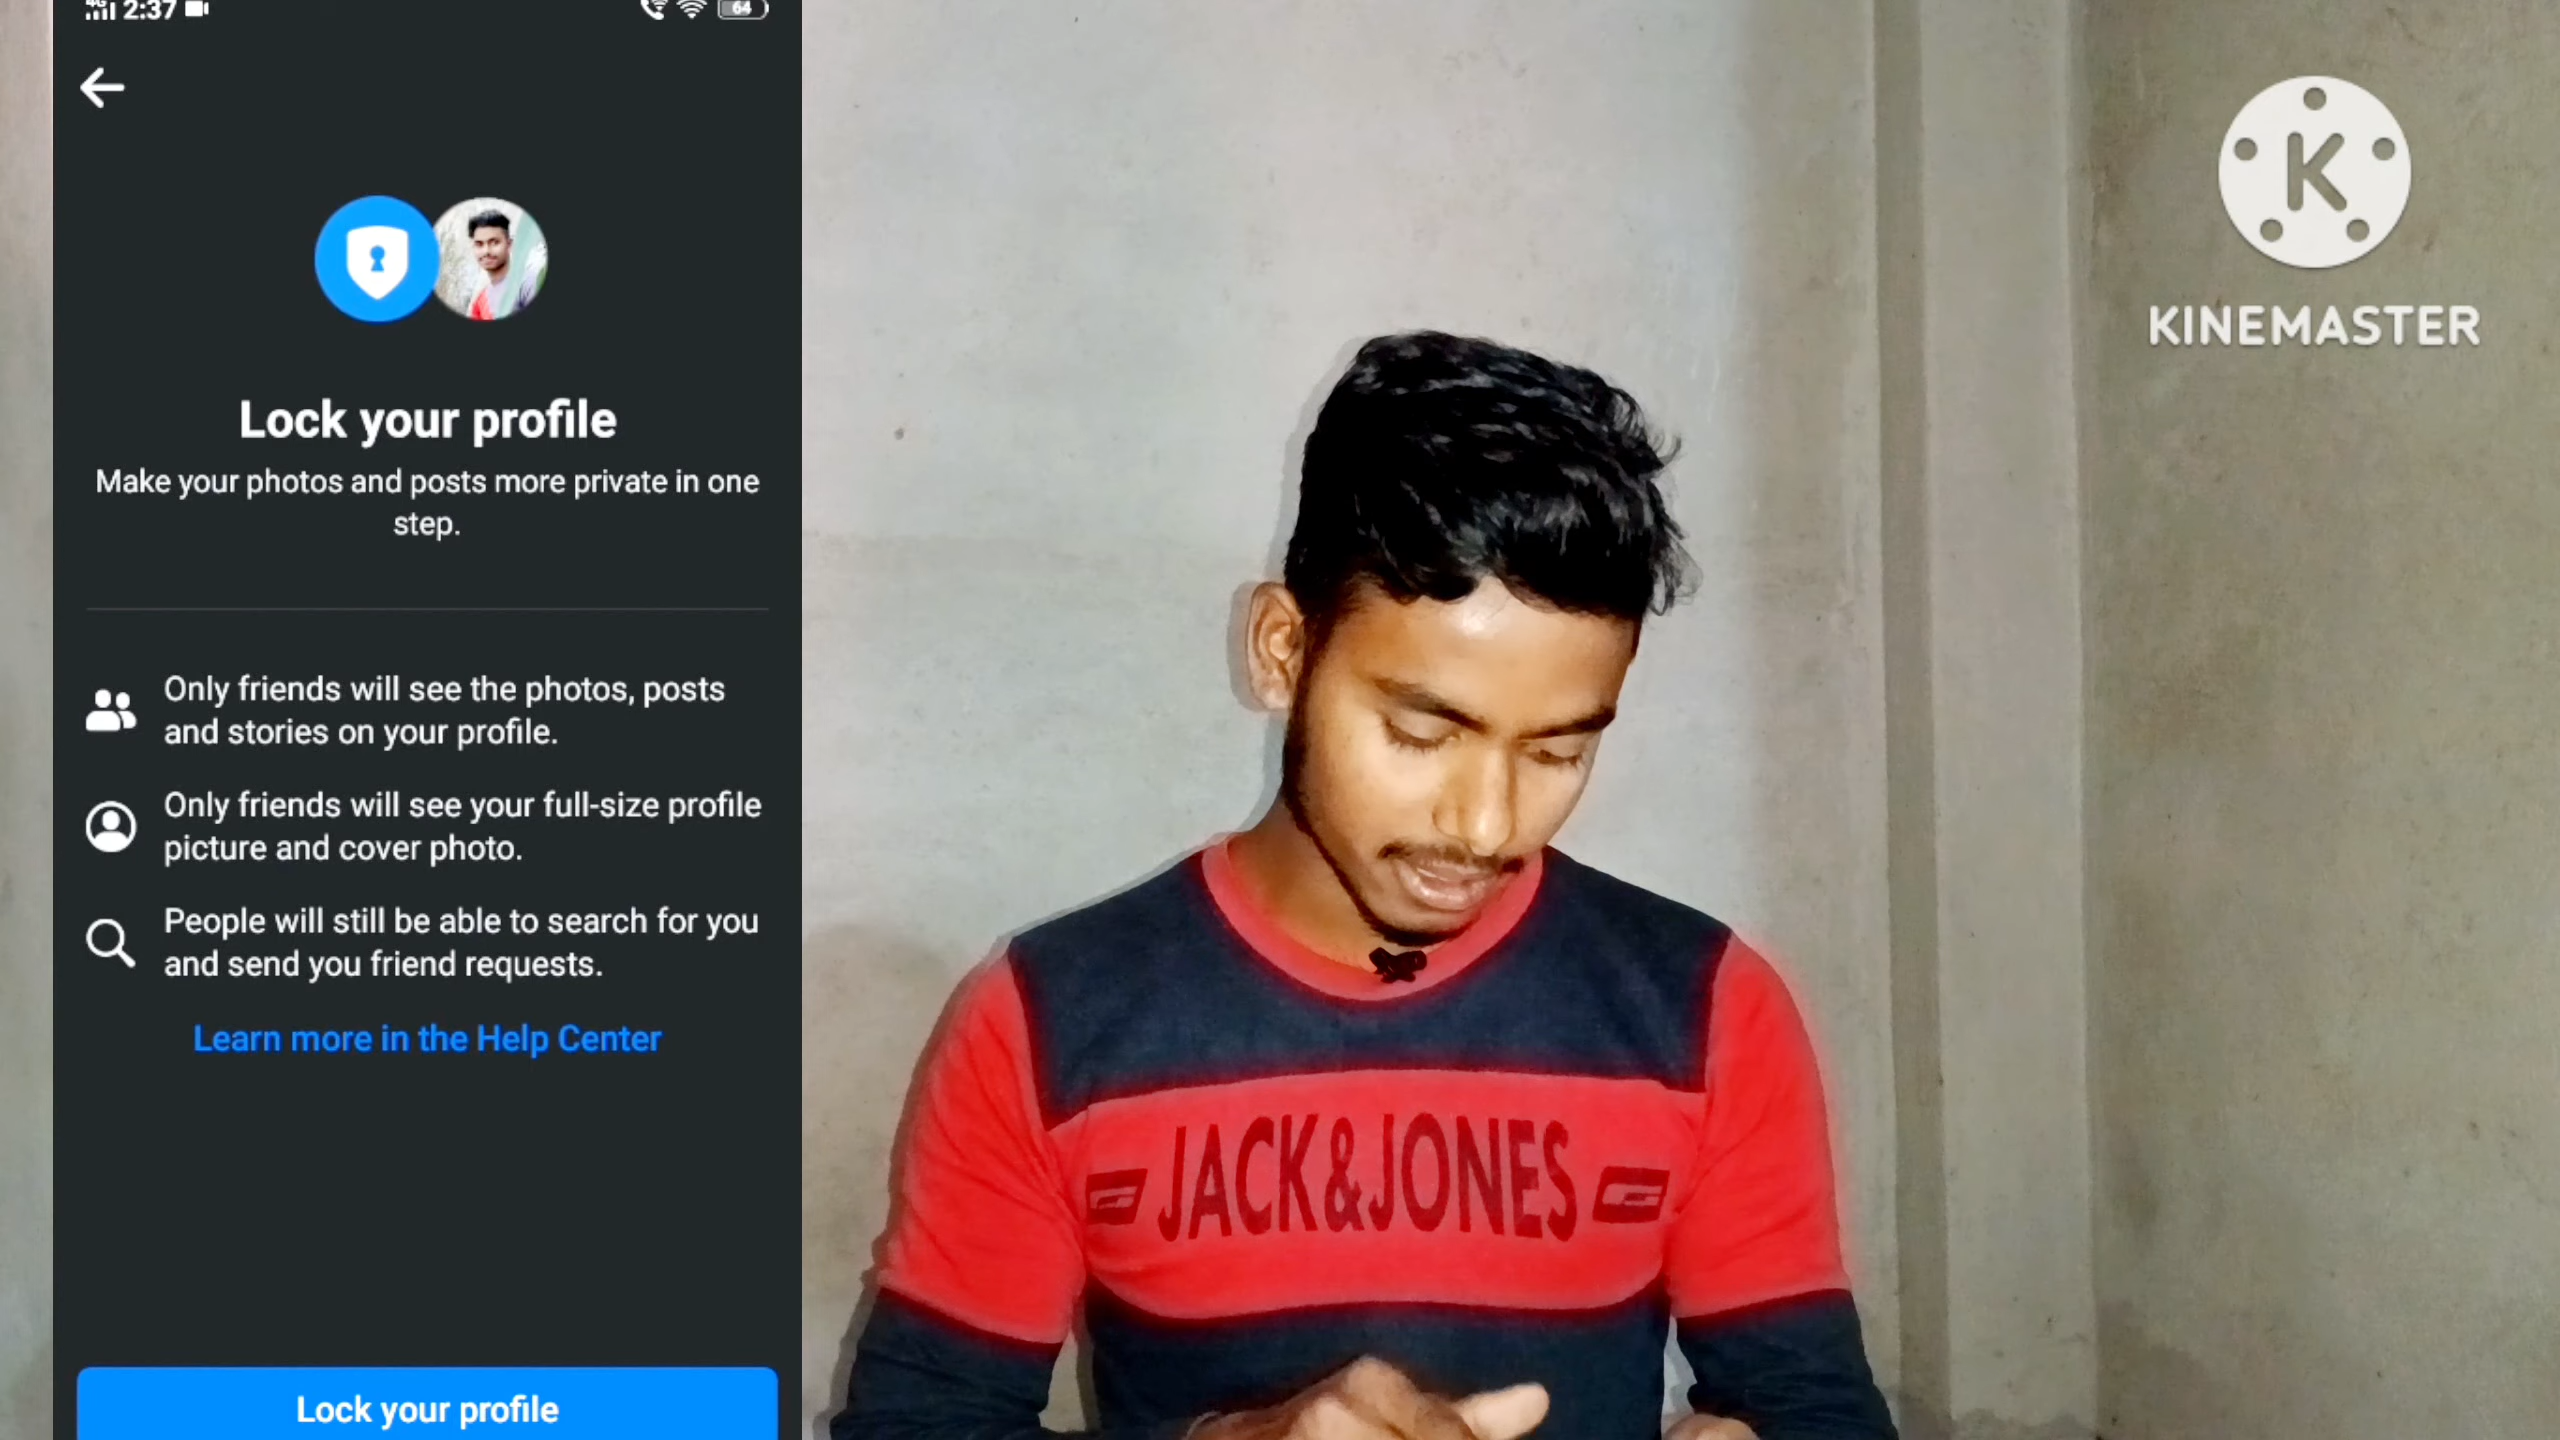 4G 2:37 64
Lock your profile
Make your photos and posts more private in one
step.
Only friends will see the photos, posts
and stories on your profile.
Only friends will see your full-size profile
picture and cover photo.
People will still be able to search for you
and send you friend requests.
Learn more in the Help Center
Lock your profile
K
KINEMASTER
JACK&JONES